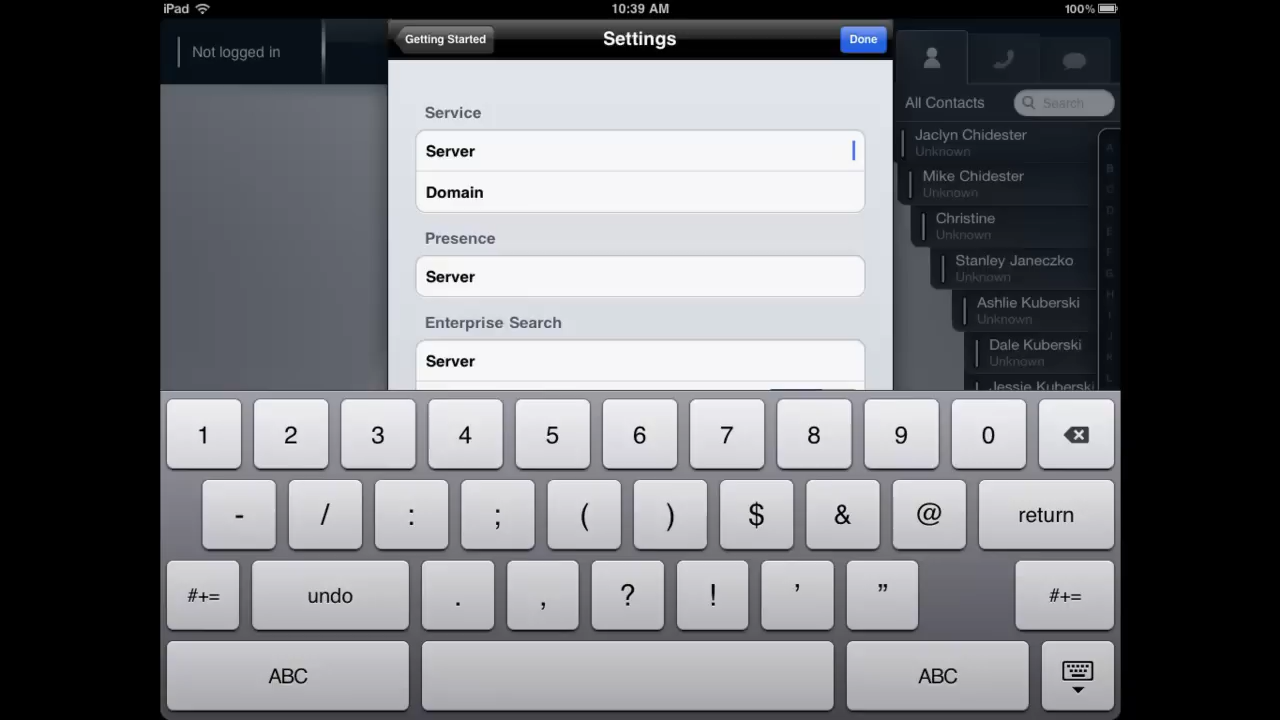 iPad 10:39 AM 100%
Not logged in
Getting Started Settings Done
Service
Server
Domain
Presence
Server
Enterprise Search
Server
All Contacts Search
Jaclyn Chidester
Unknown
Mike Chidester
Unknown
Christine
Unknown
Stanley Janeczko
Unknown
Ashlie Kuberski
Unknown
Dale Kuberski
Unknown
Jessie Kuberski
A
B
C
D
E
F
G
H
I
J
K
L
1 2 3 4 5 6 7 8 9 0
- / : ; ( ) $ & @ return
#+= undo . , ? ! ’ ” #+=
ABC ABC